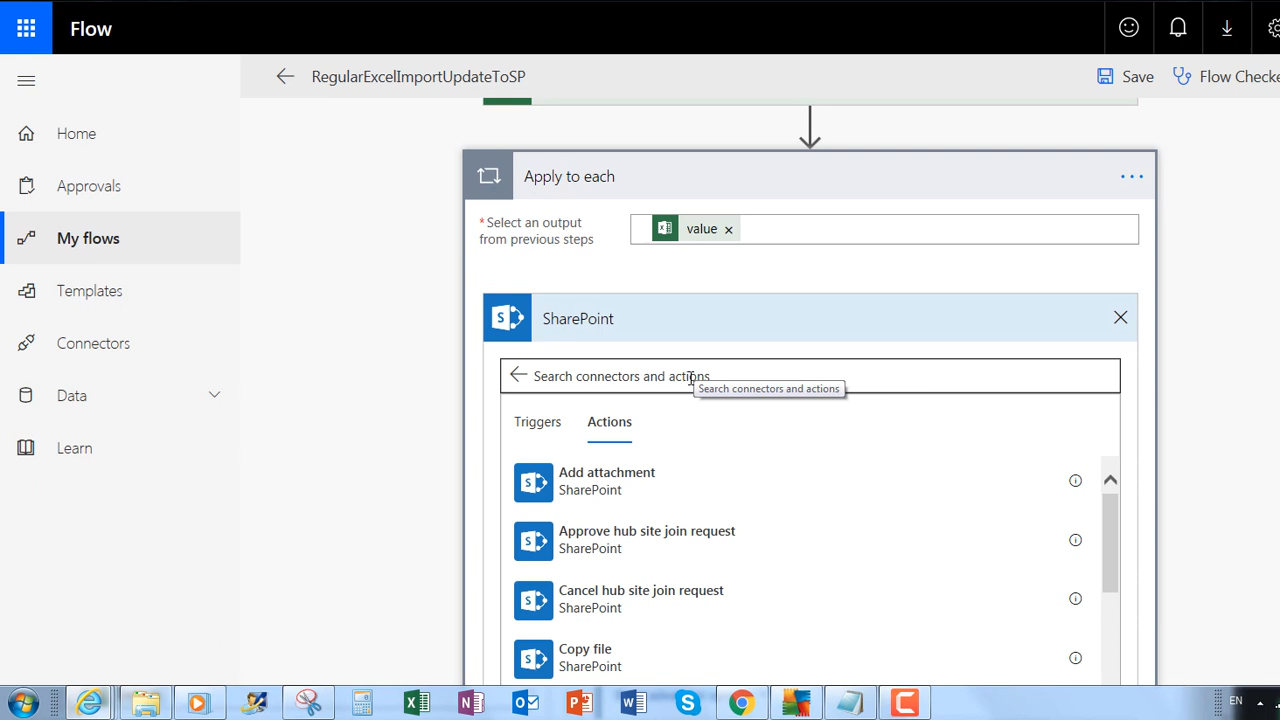 Flow
RegularExcelImportUpdateToSP
Save
Flow Checke
Home
Approvals
My flows
Templates
Connectors
Data
Learn
Apply to each
*Select an output
from previous steps
value ×
SharePoint
Search connectors and actions
Search connectors and actions
Triggers
Actions
Add attachment
SharePoint
Approve hub site join request
SharePoint
Cancel hub site join request
SharePoint
Copy file
SharePoint
EN